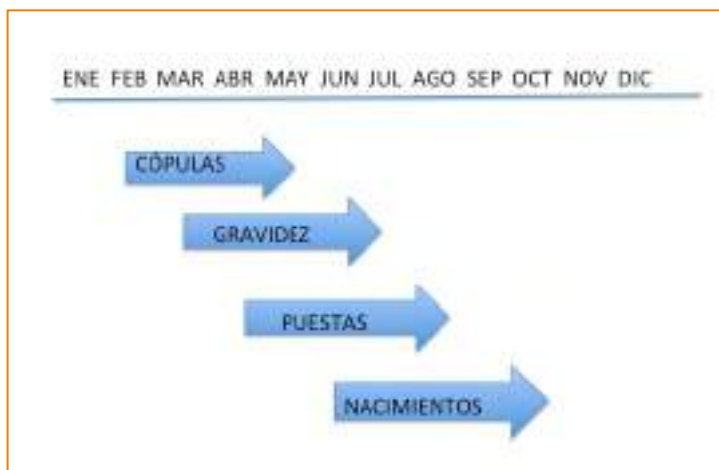 ENE FEB MAR ABR MAY JUN JUL AGO SEP OCT NOV DIC
CÓPULAS
GRAVIDEZ
PUESTAS
NACIMIENTOS